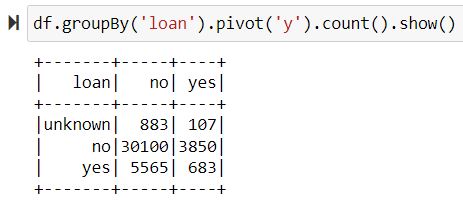 df.groupBy('loan').pivot('y').count().show()
+-------+-----+----+
|   loan|   no| yes|
+-------+-----+----+
|unknown|  883| 107|
|     no|30100|3850|
|    yes| 5565| 683|
+-------+-----+----+